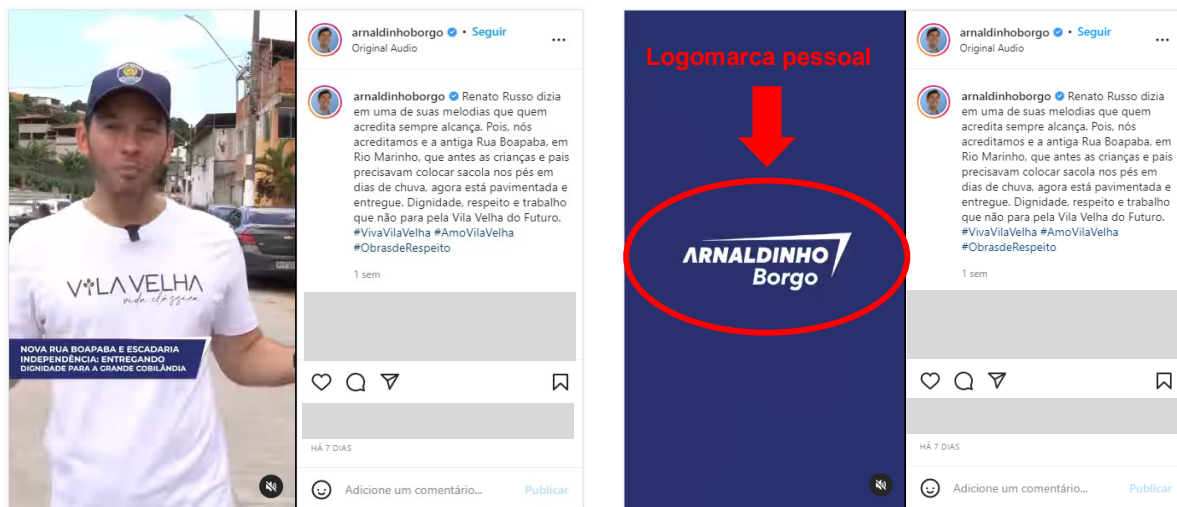 arnaldinhoborgo • Seguir
Original Audio
...
arnaldinhoborgo Renato Russo dizia
em uma de suas melodias que quem
acredita sempre alcança. Pois, nós
acreditamos e a antiga Rua Boapaba, em
Rio Marinho, que antes as crianças e pais
precisavam colocar sacola nos pés em
dias de chuva, agora está pavimentada e
entregue. Dignidade, respeito e trabalho
que não para pela Vila Velha do Futuro.
#VivaVilaVelha #AmoVilaVelha
#ObrasdeRespeito
1 sem
VILA VELHA
vida clássica
NOVA RUA BOAPABA E ESCADARIA
INDEPENDÊNCIA: ENTREGANDO
DIGNIDADE PARA A GRANDE COBILÂNDIA
HÁ 7 DIAS
Adicione um comentário... Publicar
Logomarca pessoal
ARNALDINHO
Borgo
arnaldinhoborgo • Seguir
Original Audio
...
arnaldinhoborgo Renato Russo dizia
em uma de suas melodias que quem
acredita sempre alcança. Pois, nós
acreditamos e a antiga Rua Boapaba, em
Rio Marinho, que antes as crianças e pais
precisavam colocar sacola nos pés em
dias de chuva, agora está pavimentada e
entregue. Dignidade, respeito e trabalho
que não para pela Vila Velha do Futuro.
#VivaVilaVelha #AmoVilaVelha
#ObrasdeRespeito
1 sem
HÁ 7 DIAS
Adicione um comentário... Publicar